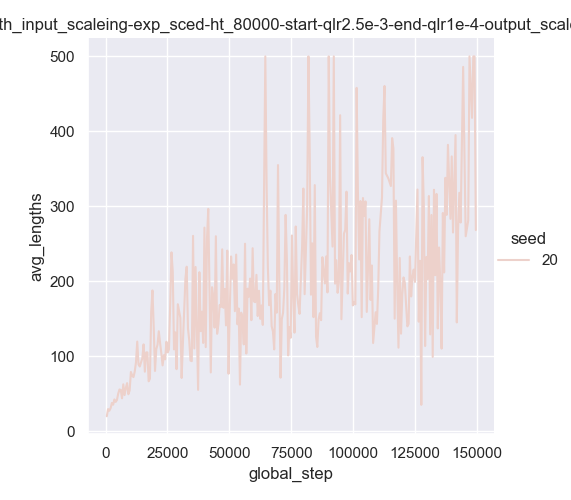 th_input_scaleing-exp_sced-ht_80000-start-qlr2.5e-3-end-qlr1e-4-output_scale
500
400
300
200
100
0
avg_lengths
seed
20
0 25000 50000 75000 100000 125000 150000
global_step